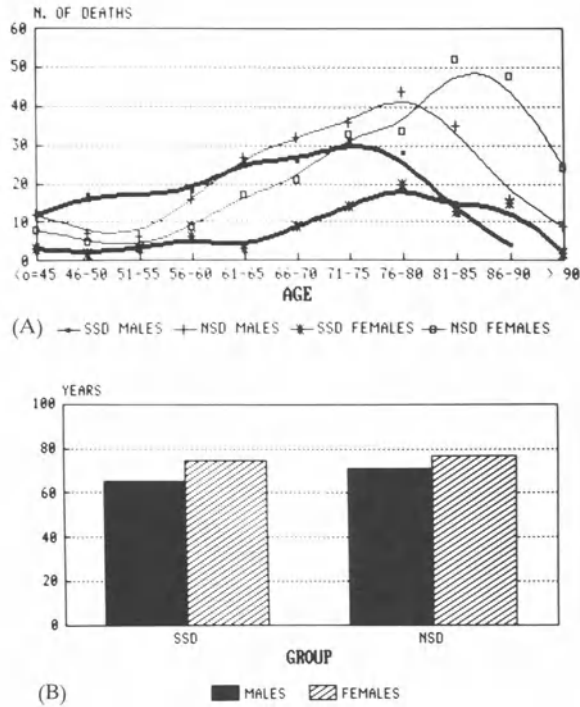 N. OF DEATHS
60
50
40
30
20
10
0
<o=45 46-50 51-55 56-60 61-65 66-70 71-75 76-80 81-85 86-90 > 90
AGE
(A) SSD MALES NSD MALES SSD FEMALES NSD FEMALES
YEARS
100
80
60
40
20
0
SSD NSD
GROUP
(B) MALES FEMALES